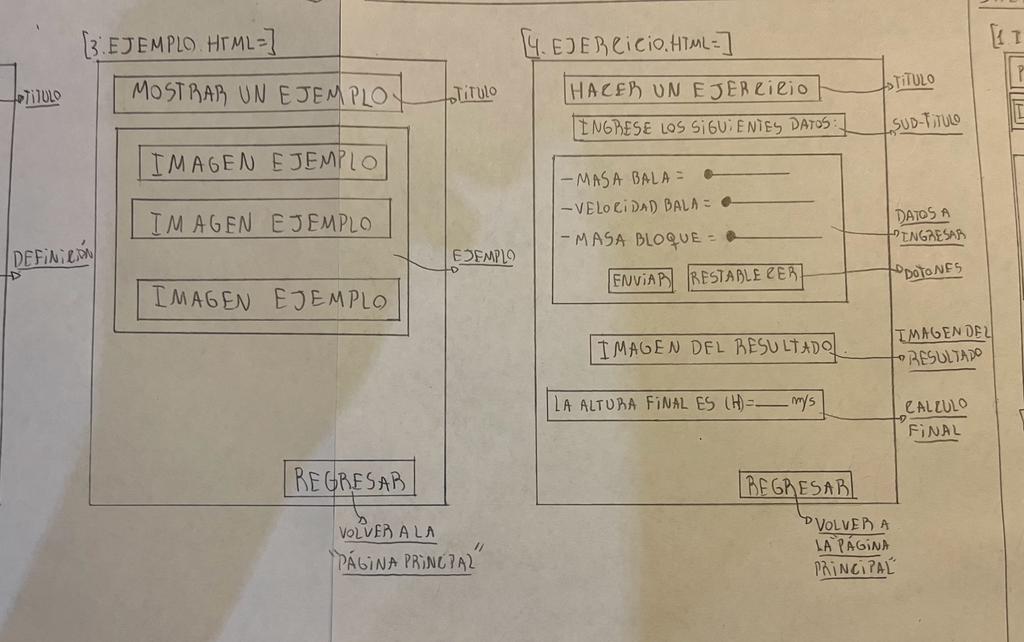 [3. EJEMPLO.HTML=]
MOSTRAR UN EJEMPLO
TITULO
TITULO
IMAGEN EJEMPLO
IMAGEN EJEMPLO
IMAGEN EJEMPLO
DEFINICIÓN
EJEMPLO
REGRESAR
VOLVER A LA
"PÁGINA PRINCIPAL"
[4. EJERCICIO.HTML=]
HACER UN EJERCICIO
TITULO
INGRESE LOS SIGUIENTES DATOS:
SUB-TITULO
-MASA BALA =
-VELOCIDAD BALA =
-MASA BLOQUE =
DATOS A
INGRESAR
ENVIAR
RESTABLECER
BOTONES
IMAGEN DEL RESULTADO
IMAGEN DEL
RESULTADO
LA ALTURA FINAL ES (H)=____ m/s
CALCULO
FINAL
REGRESAR
VOLVER A
LA "PÁGINA
PRINCIPAL"